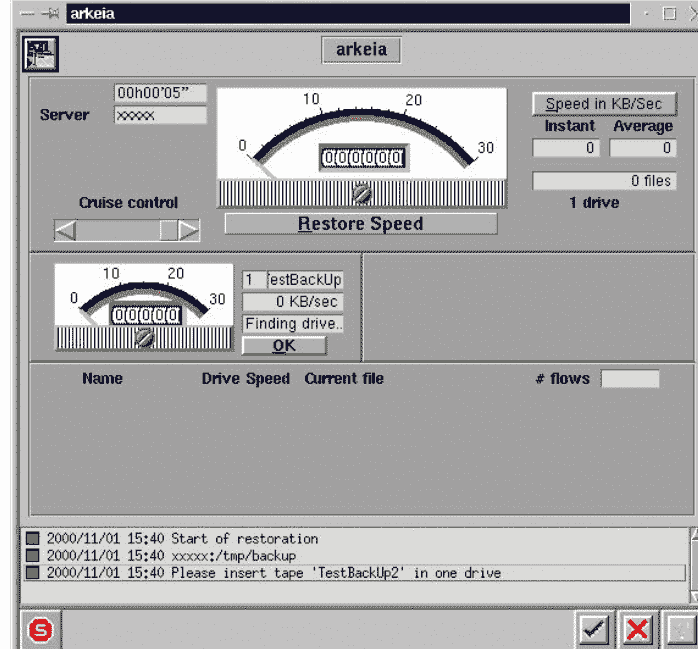 arkeia
arkeia
00h00'05"
Server xxxxx
0 10 20 30
000000
Speed in KB/Sec
Instant Average
0 0
0 files
1 drive
Cruise control
Restore Speed
0 10 20 30
00000
1 TestBackUp
0 KB/sec
Finding drive..
OK
Name Drive Speed Current file # flows
2000/11/01 15:40 Start of restoration
2000/11/01 15:40 xxxxx:/tmp/backup
2000/11/01 15:40 Please insert tape 'TestBackUp2' in one drive
S